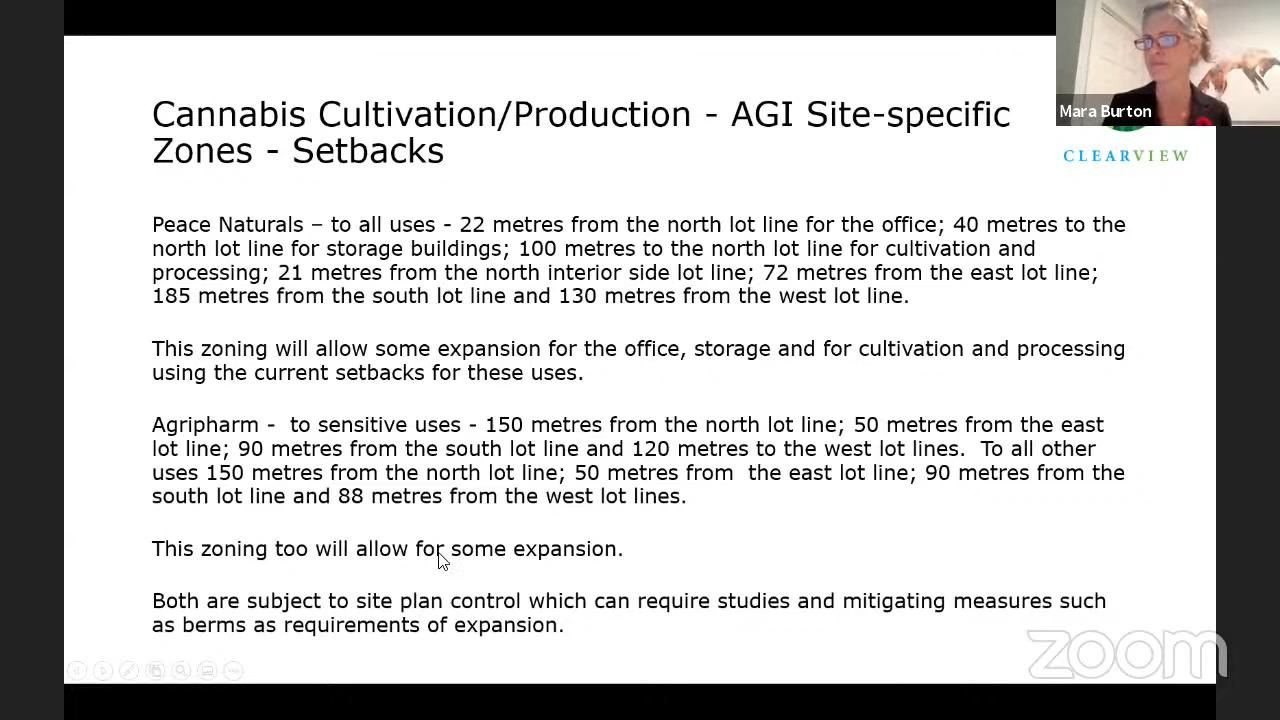 Cannabis Cultivation/Production - AGI Site-specific
Zones - Setbacks
Mara Burton
CLEARVIEW
Peace Naturals – to all uses - 22 metres from the north lot line for the office; 40 metres to the
north lot line for storage buildings; 100 metres to the north lot line for cultivation and
processing; 21 metres from the north interior side lot line; 72 metres from the east lot line;
185 metres from the south lot line and 130 metres from the west lot line.
This zoning will allow some expansion for the office, storage and for cultivation and processing
using the current setbacks for these uses.
Agripharm -  to sensitive uses - 150 metres from the north lot line; 50 metres from the east
lot line; 90 metres from the south lot line and 120 metres to the west lot lines.  To all other
uses 150 metres from the north lot line; 50 metres from  the east lot line; 90 metres from the
south lot line and 88 metres from the west lot lines.
This zoning too will allow for some expansion.
Both are subject to site plan control which can require studies and mitigating measures such
as berms as requirements of expansion.
zoom